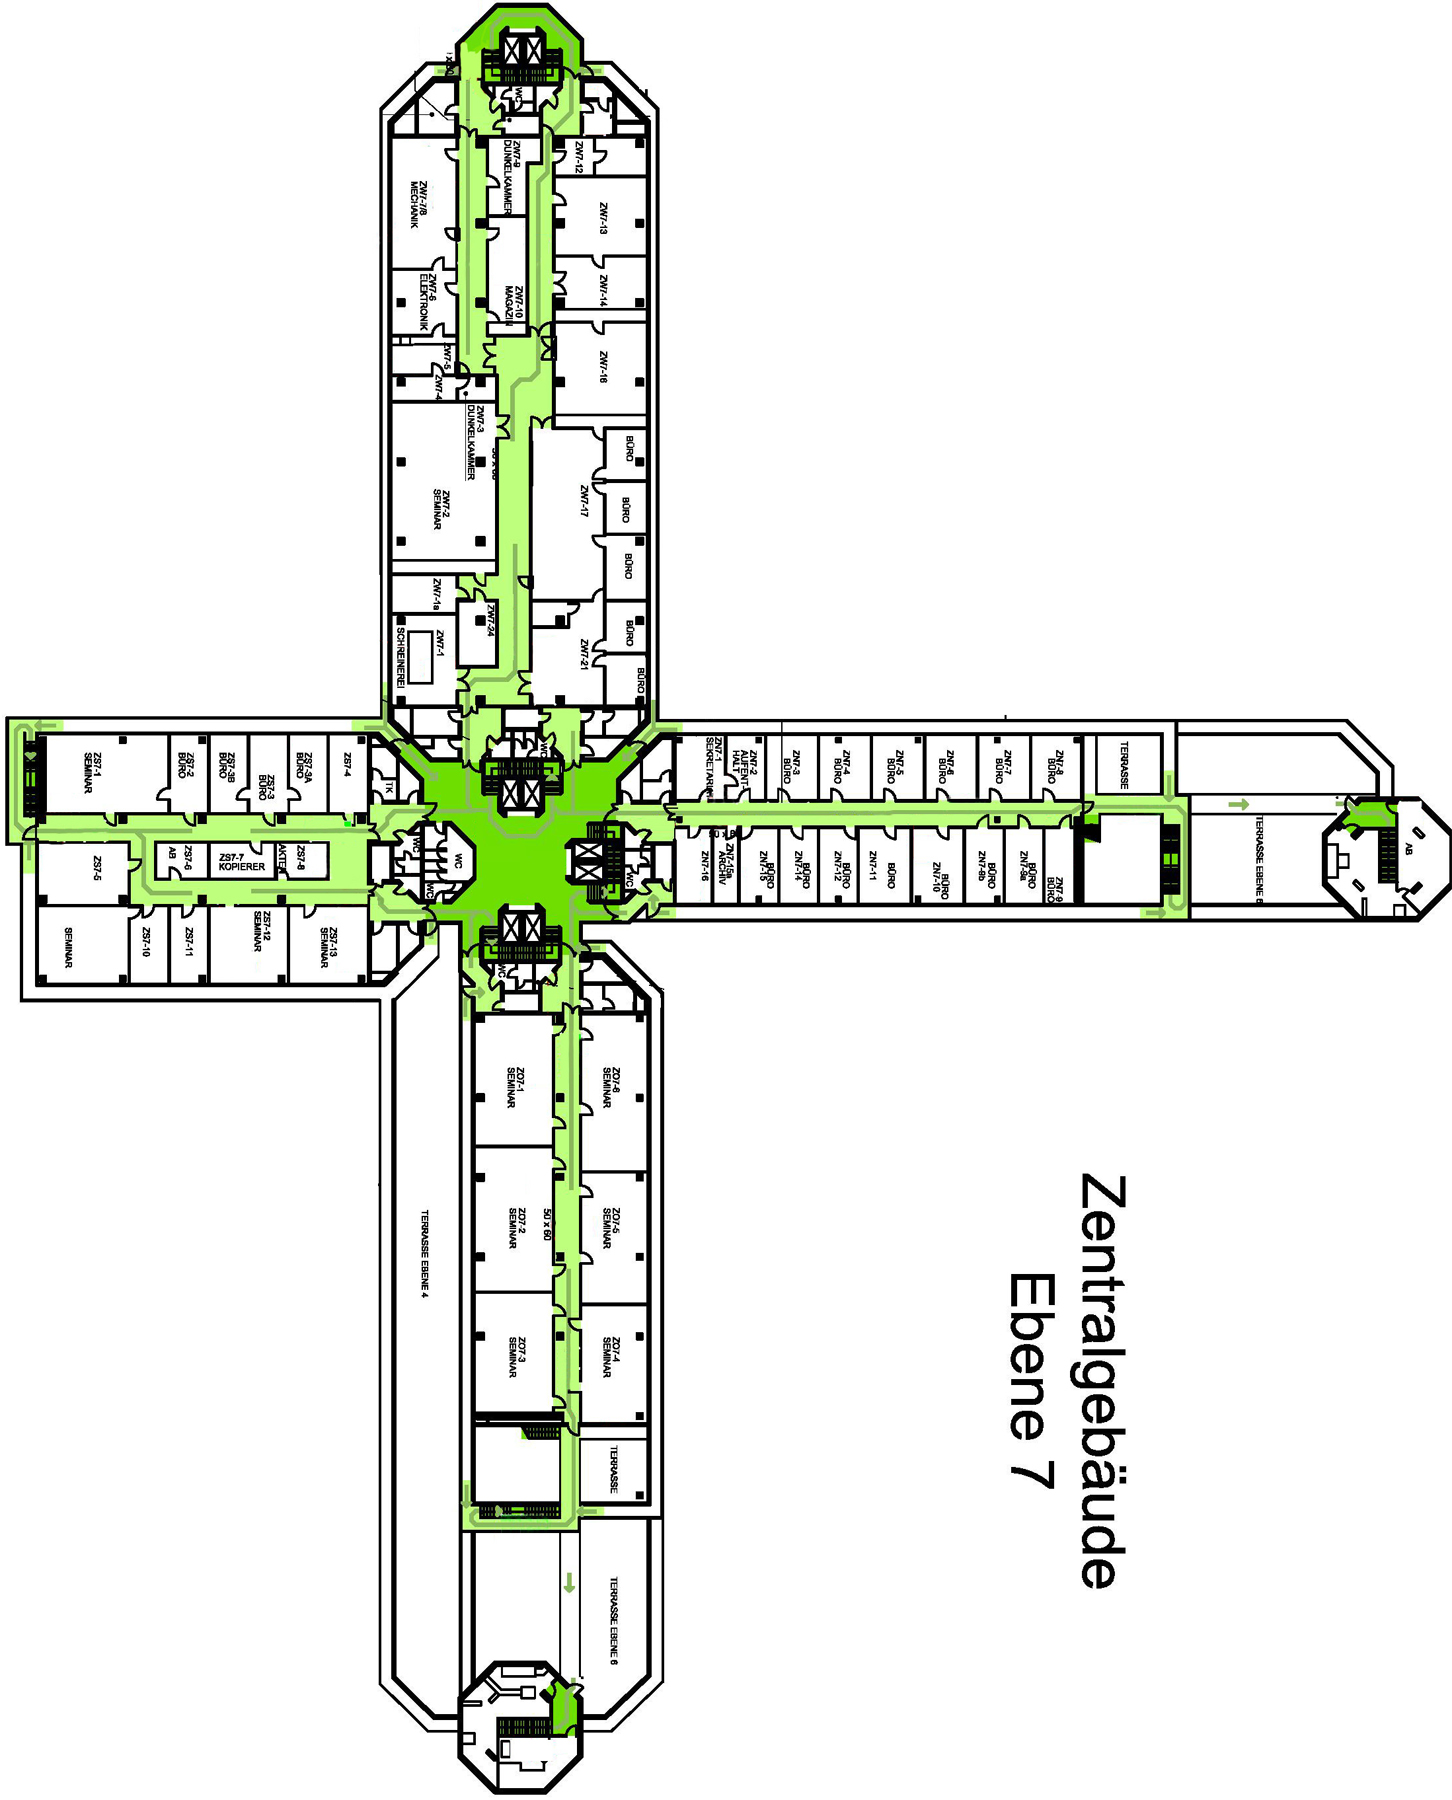 Zentralgebäude
Ebene 7
WC
ZW7-9
DUNKELKAMMER
ZW7-12
ZW7-7/8
MECHANIK
ZW7-13
ZW7-6
ELEKTRONIK
ZW7-10
MAGAZIN
ZW7-14
ZW7-5
ZW7-16
ZW7-4
ZW7-3
DUNKELKAMMER
ZW7-2
SEMINAR
ZW7-17
BÜRO
BÜRO
BÜRO
BÜRO
BÜRO
ZW7-1a
ZW7-24
ZW7-1
SCHREINEREI
ZW7-21
WC
ZS7-1
SEMINAR
ZS7-2
BÜRO
ZS7-3B
BÜRO
ZS7-3
BÜRO
ZS7-3A
BÜRO
ZS7-4
TK
ZS7-5
ZS7-6
AB
ZS7-7
KOPIERER
ZS7-8
AKTEN
WC
WC
WC
SEMINAR
ZS7-10
ZS7-11
ZS7-12
SEMINAR
ZS7-13
SEMINAR
ZN7-1
SEKRETARIAT
ZN7-2
AUFENT-
HALT
ZN7-3
BÜRO
ZN7-4
BÜRO
ZN7-5
BÜRO
ZN7-6
BÜRO
ZN7-7
BÜRO
ZN7-8
BÜRO
TERRASSE
WC
ZN7-16
ZN7-15a
ARCHIV
BÜRO
ZN7-15
BÜRO
ZN7-14
BÜRO
ZN7-12
BÜRO
ZN7-11
BÜRO
ZN7-10
BÜRO
ZN7-9b
BÜRO
ZN7-9a
ZN7-9
BÜRO
TERRASSE EBENE 6
AB
WC
ZO7-1
SEMINAR
ZO7-6
SEMINAR
ZO7-2
SEMINAR
50 x 60
ZO7-5
SEMINAR
ZO7-3
SEMINAR
ZO7-4
SEMINAR
TERRASSE EBENE 4
TERRASSE
TERRASSE EBENE 6